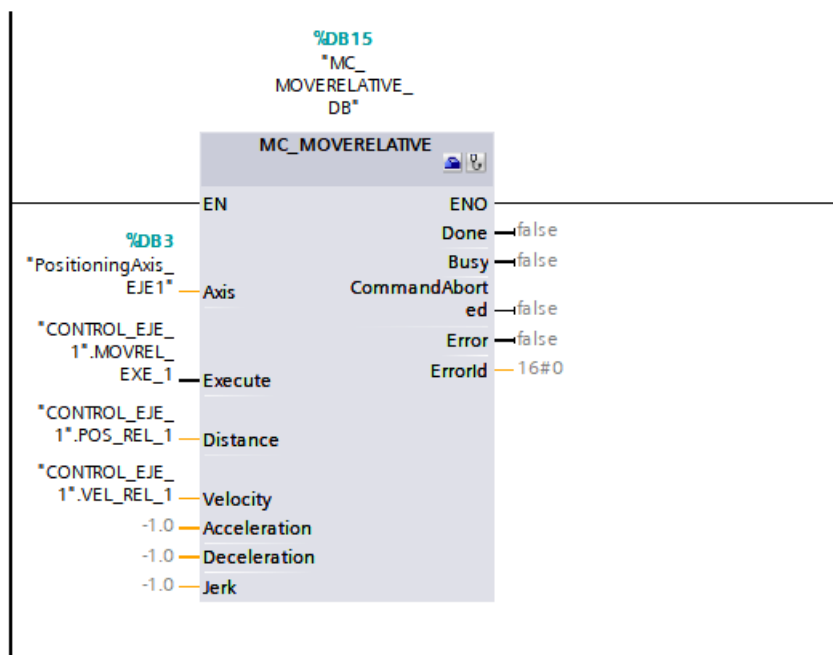 %DB15
"MC_
MOVERELATIVE_
DB"
MC_MOVERELATIVE
EN
ENO
Done
false
%DB3
"PositioningAxis_
EJE1"
Axis
Busy
false
CommandAbort
ed
false
Error
false
ErrorId
16#0
"CONTROL_EJE_
1".MOVREL_
EXE_1
Execute
"CONTROL_EJE_
1".POS_REL_1
Distance
"CONTROL_EJE_
1".VEL_REL_1
Velocity
-1.0
Acceleration
-1.0
Deceleration
-1.0
Jerk